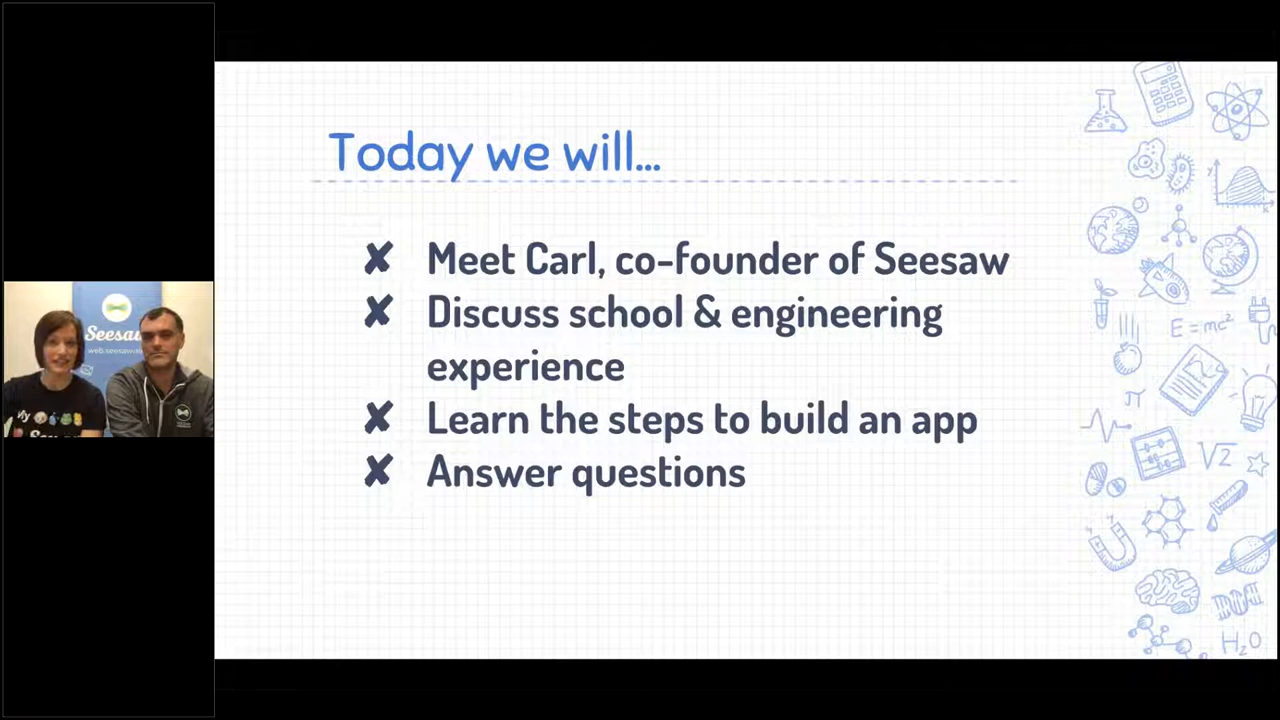 Today we will...
✘ Meet Carl, co-founder of Seesaw
✘ Discuss school & engineering
experience
✘ Learn the steps to build an app
✘ Answer questions
Seesaw
E=mc²
π
√2
H₂O
y
x